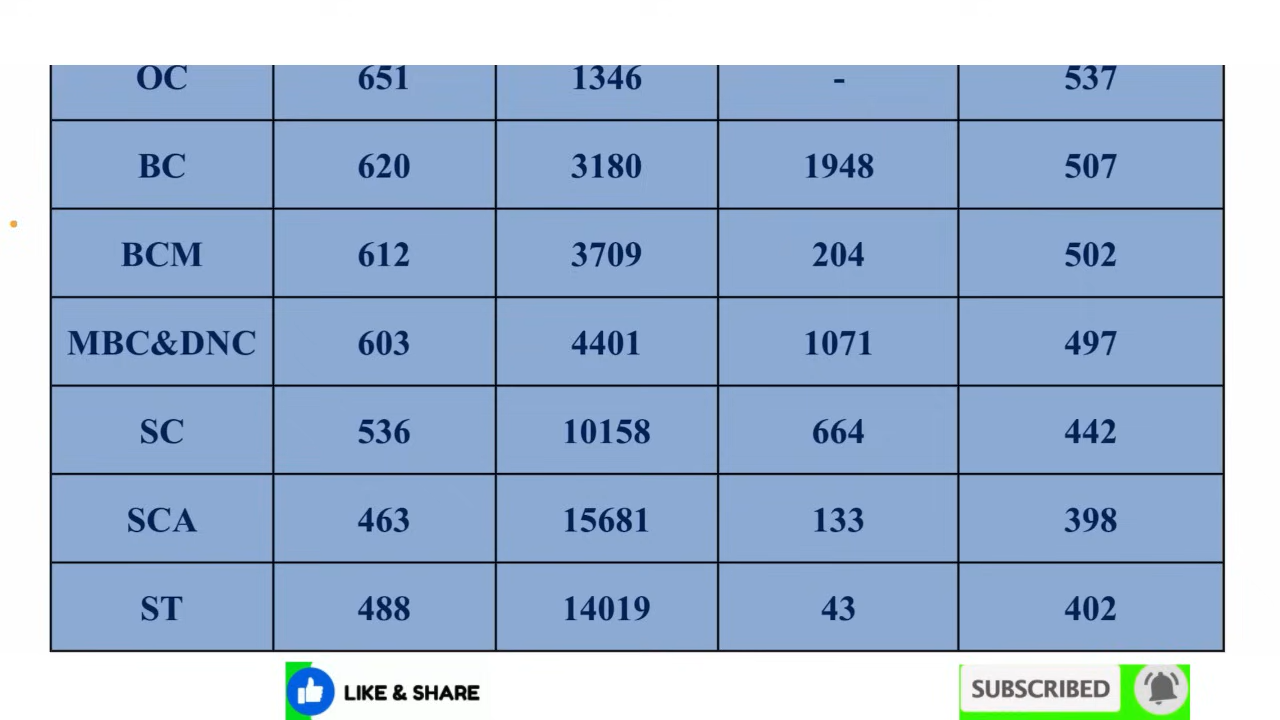 OC 651 1346 - 537
BC 620 3180 1948 507
BCM 612 3709 204 502
MBC&DNC 603 4401 1071 497
SC 536 10158 664 442
SCA 463 15681 133 398
ST 488 14019 43 402
LIKE & SHARE SUBSCRIBED